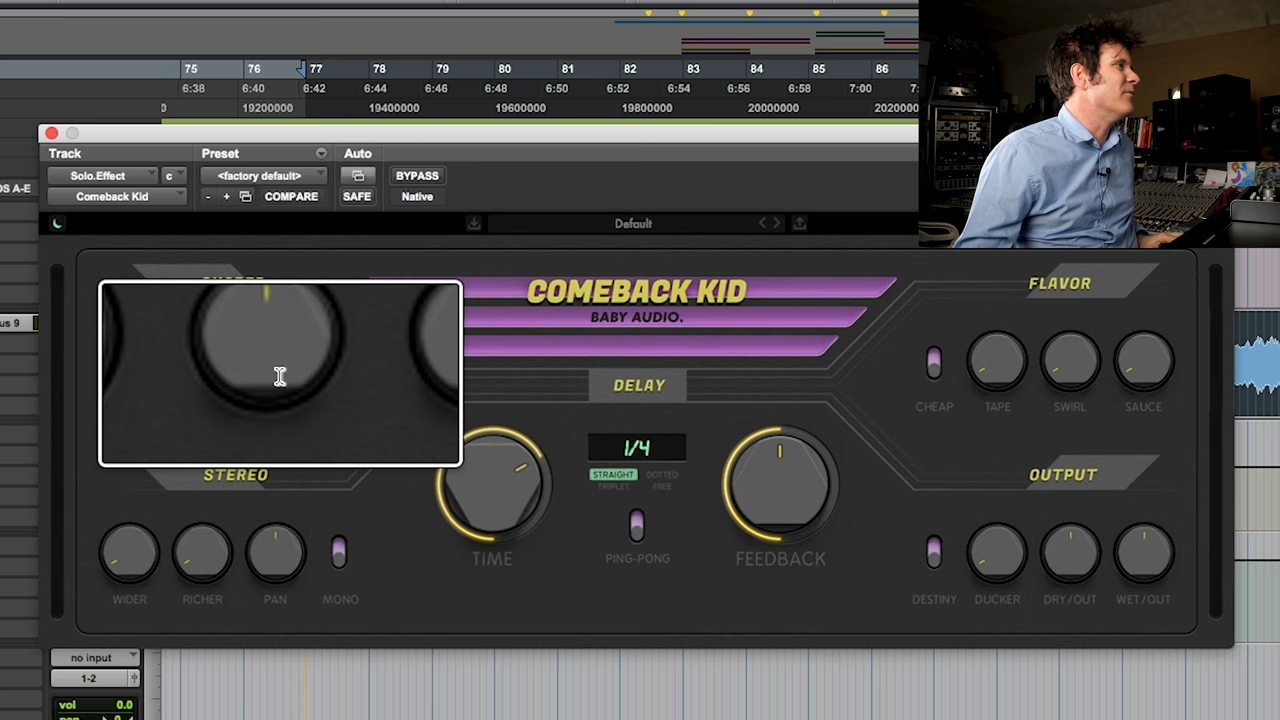 75 76 77 78 79 80 81 82 83 84 85 86
6:38 6:40 6:42 6:44 6:46 6:48 6:50 6:52 6:54 6:56 6:58 7:00
19200000 19400000 19600000 19800000 20000000
Track Preset Auto
Solo.Effect c <factory default> BYPASS
OS A-E
Comeback Kid - + COMPARE SAFE Native
Default
COMEBACK KID
BABY AUDIO.
FLAVOR
us 9
DELAY
CHEAP TAPE SWIRL SAUCE
1/4
STEREO
STRAIGHT DOTTED
TRIPLET FREE
OUTPUT
TIME PING-PONG FEEDBACK
WIDER RICHER PAN MONO
DESTINY DUCKER DRY/OUT WET/OUT
no input
1-2
vol 0.0